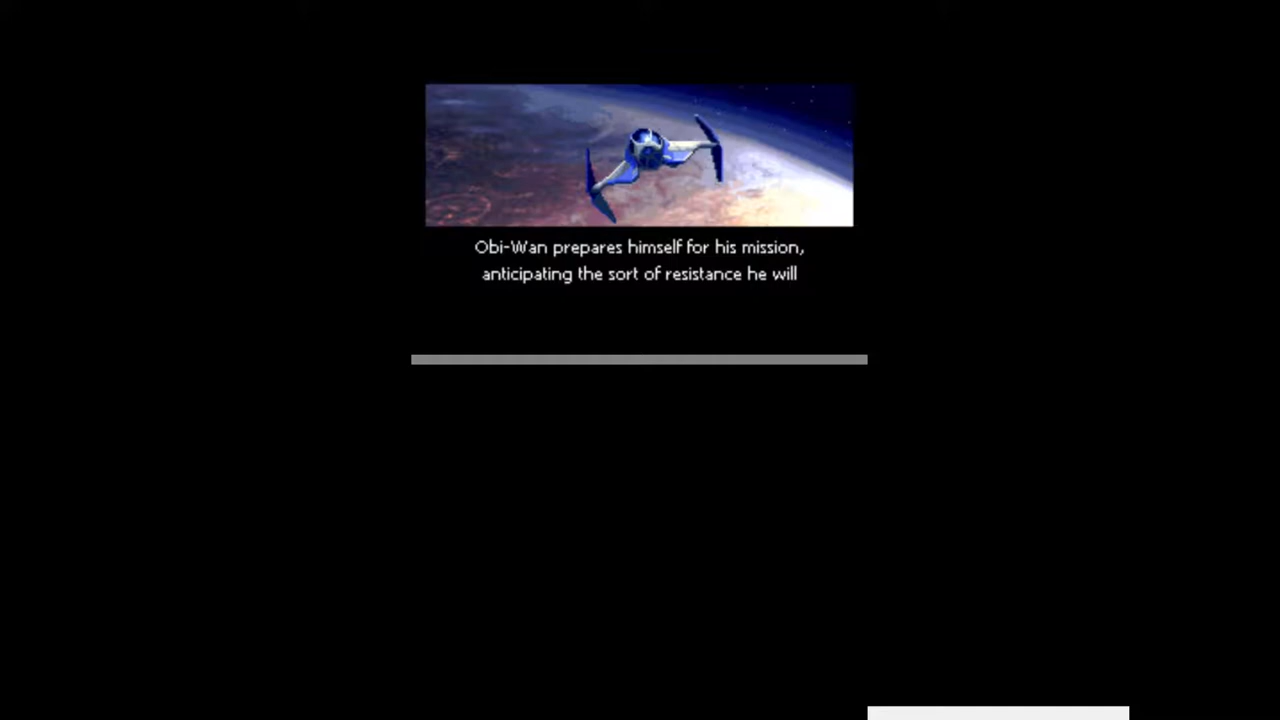 Obi-Wan prepares himself for his mission,
anticipating the sort of resistance he will